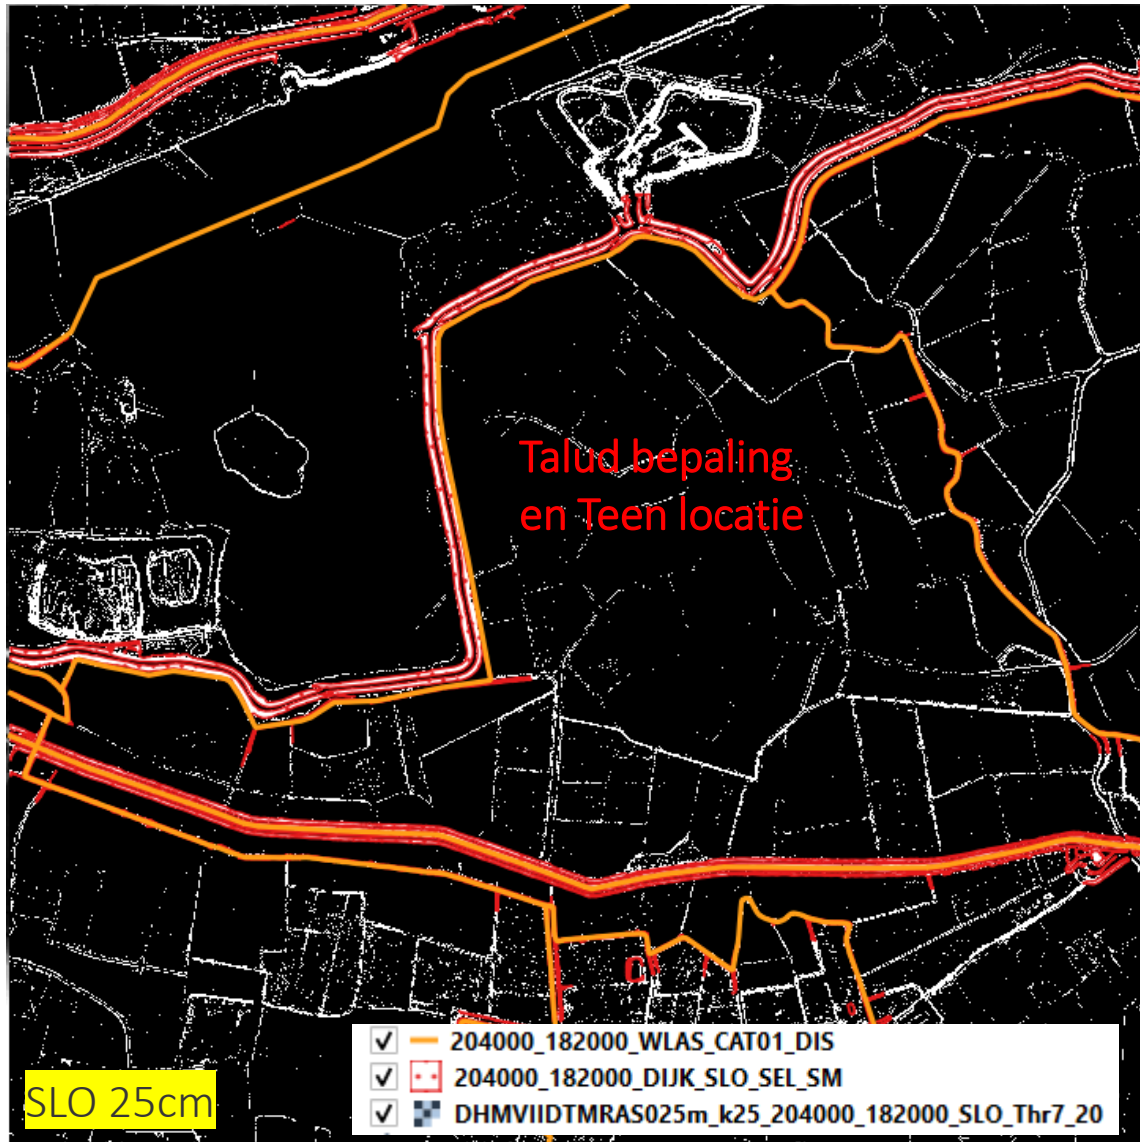 Talud bepaling
en Teen locatie
204000_182000_WLAS_CAT01_DIS
204000_182000_DIJK_SLO_SEL_SM
DHMVIIDTMRAS025m_k25_204000_182000_SLO_Thr7_20
SLO 25cm